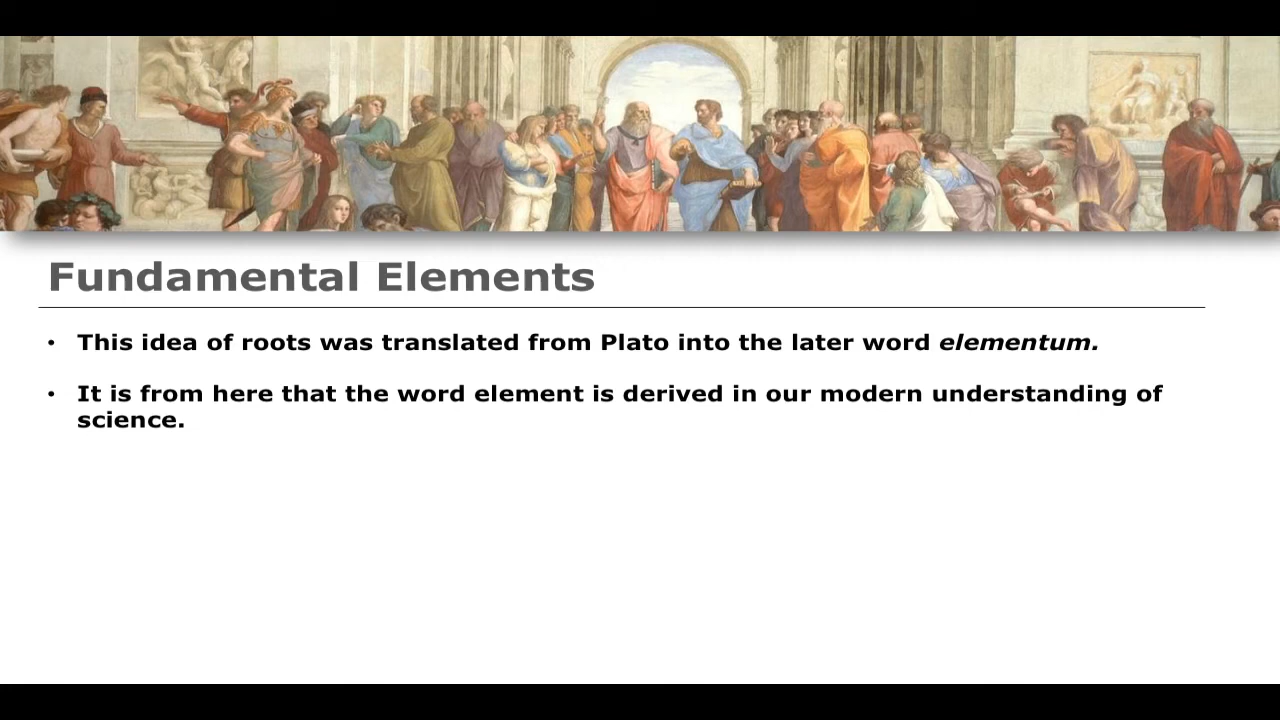 Fundamental Elements
• This idea of roots was translated from Plato into the later word elementum.
• It is from here that the word element is derived in our modern understanding of
science.